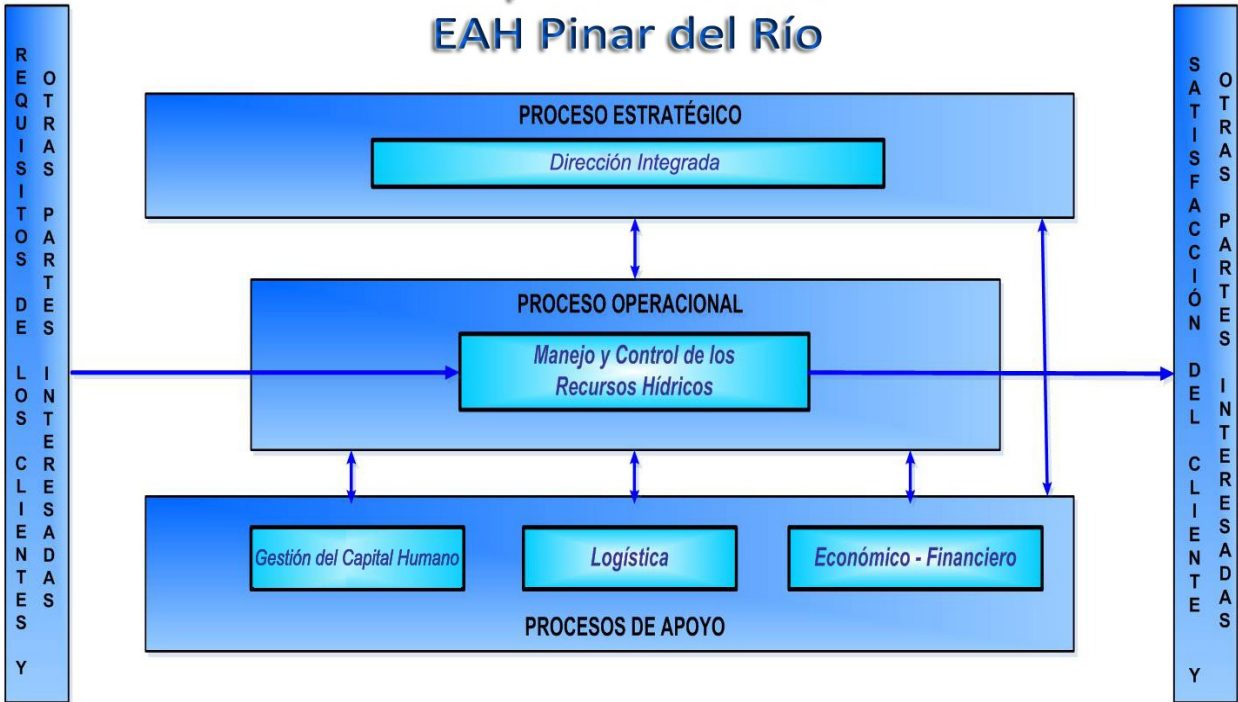 EAH Pinar del Río
REQUISITOS DE LOS CLIENTES Y
OTRAS PARTES INTERESADAS
PROCESO ESTRATÉGICO
Dirección Integrada
PROCESO OPERACIONAL
Manejo y Control de los
Recursos Hídricos
Gestión del Capital Humano
Logística
Económico - Financiero
PROCESOS DE APOYO
SATISFACCIÓN DEL CLIENTE Y
OTRAS PARTES INTERESADAS